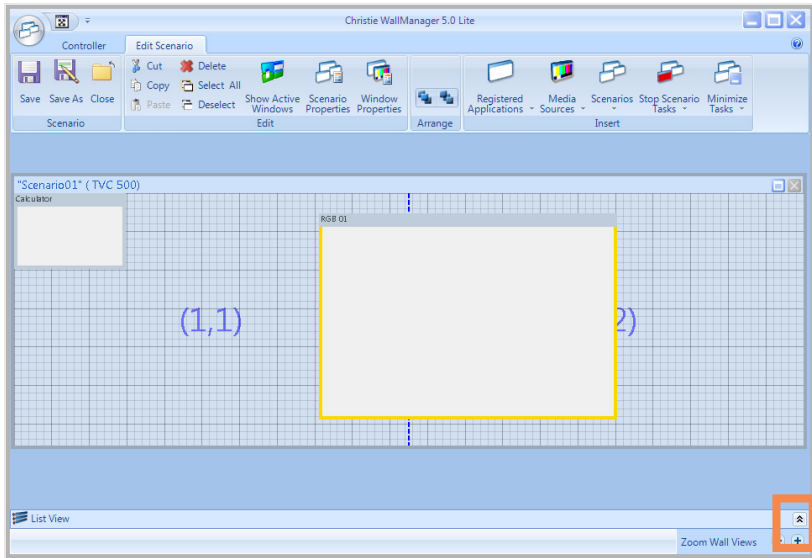 Christie WallManager 5.0 Lite
Controller Edit Scenario
Cut Delete
Copy Select All
Paste Deselect
Save Save As Close
Show Active Windows
Scenario Properties
Window Properties
Registered Applications
Media Sources
Scenarios
Stop Scenario Tasks
Minimize Tasks
Scenario Edit Arrange Insert
"Scenario01" ( TVC 500)
Calculator
RGB 01
(1,1)
2)
List View
Zoom Wall Views